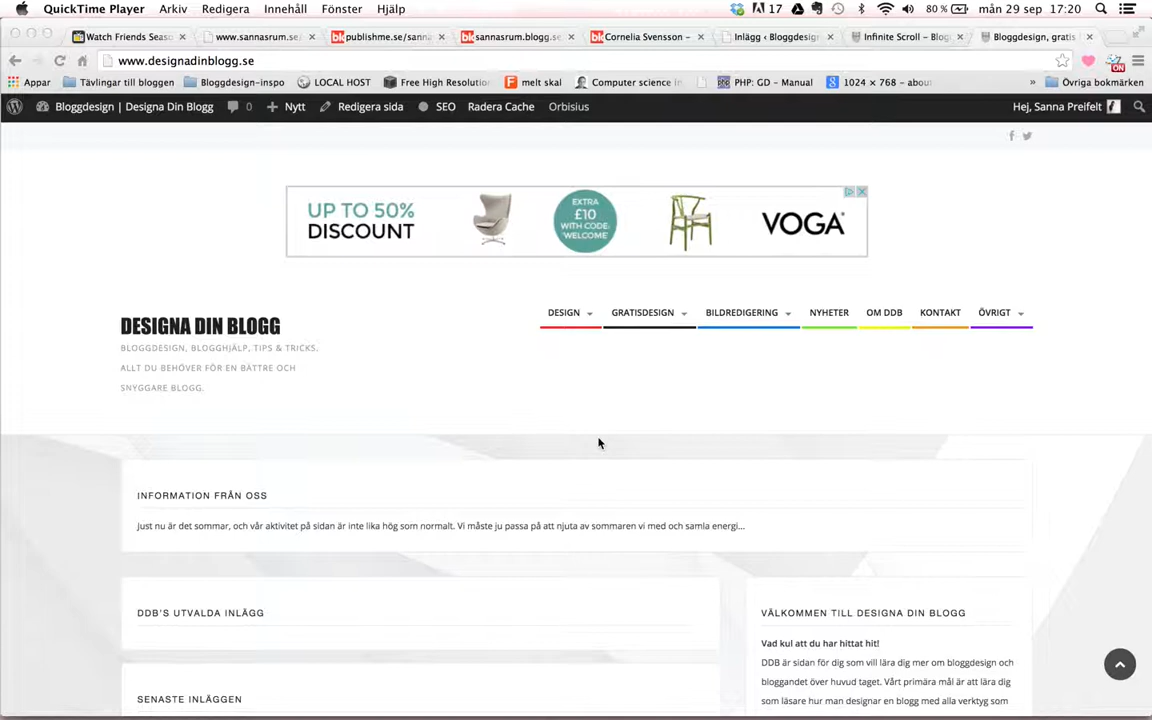 QuickTime Player Arkiv Redigera Innehåll Fönster Hjälp 17 80 % mån 29 sep 17:20
Watch Friends Seaso www.sannasrum.se/ publishme.se/sanna sannasrum.blogg.se Cornelia Svensson – Inlägg ‹ Bloggdesign Infinite Scroll – Blog Bloggdesign, gratis
www.designadinblogg.se
ON
Appar Tävlingar till bloggen Bloggdesign-inspo LOCAL HOST Free High Resolution melt skal Computer science in PHP: GD – Manual 1024 × 768 – abou » Övriga bokmärken
Bloggdesign | Designa Din Blogg 0 Nytt Redigera sida SEO Radera Cache Orbisius Hej, Sanna Preifelt
UP TO 50%
DISCOUNT
EXTRA
£10
WITH CODE:
'WELCOME'
VOGA
DESIGN GRATISDESIGN BILDREDIGERING NYHETER OM DDB KONTAKT ÖVRIGT
DESIGNA DIN BLOGG
BLOGGDESIGN, BLOGGHJÄLP, TIPS & TRICKS.
ALLT DU BEHÖVER FÖR EN BÄTTRE OCH
SNYGGARE BLOGG.
INFORMATION FRÅN OSS
Just nu är det sommar, och vår aktivitet på sidan är inte lika hög som normalt. Vi måste ju passa på att njuta av sommaren vi med och samla energi...
DDB'S UTVALDA INLÄGG
SENASTE INLÄGGEN
VÄLKOMMEN TILL DESIGNA DIN BLOGG
Vad kul att du har hittat hit!
DDB är sidan för dig som vill lära dig mer om bloggdesign och
bloggandet över huvud taget. Vårt primära mål är att lära dig
som läsare hur man designar en blogg med alla verktyg som